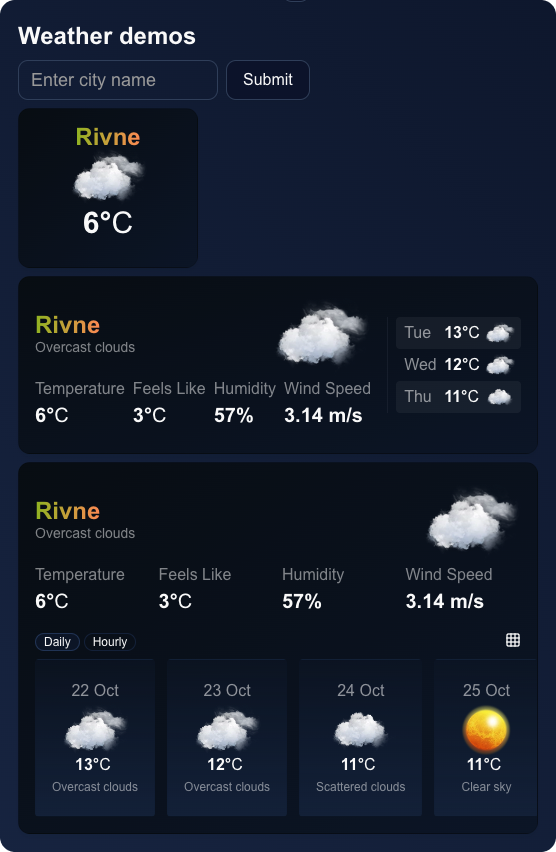 Weather demos
Enter city name Submit
Rivne
6°C
Rivne
Overcast clouds
Temperature Feels Like Humidity Wind Speed
6°C 3°C 57% 3.14 m/s
Tue 13°C
Wed 12°C
Thu 11°C
Rivne
Overcast clouds
Temperature Feels Like Humidity Wind Speed
6°C 3°C 57% 3.14 m/s
Daily Hourly
22 Oct 23 Oct 24 Oct 25 Oct
13°C 12°C 11°C 11°C
Overcast clouds Overcast clouds Scattered clouds Clear sky